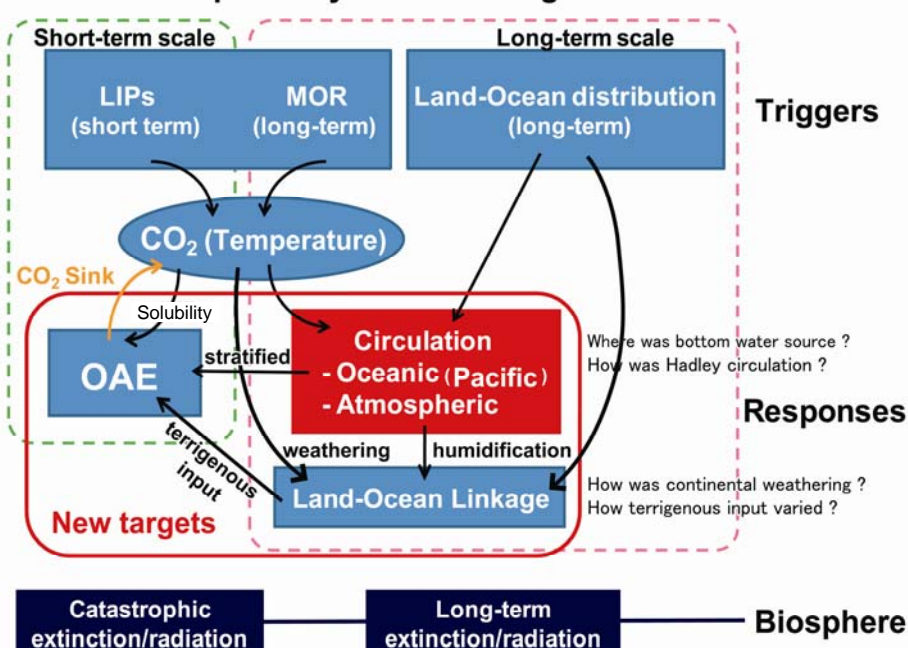 Short-term scale
Long-term scale
LIPs
(short term)
MOR
(long-term)
Land-Ocean distribution
(long-term)
Triggers
CO₂ (Temperature)
CO₂ Sink
Solubility
OAE
stratified
Circulation
- Oceanic (Pacific)
- Atmospheric
Where was bottom water source ?
How was Hadley circulation ?
Responses
terrigenous
input
weathering
humidification
Land-Ocean Linkage
How was continental weathering ?
How terrigenous input varied ?
New targets
Catastrophic
extinction/radiation
Long-term
extinction/radiation
Biosphere